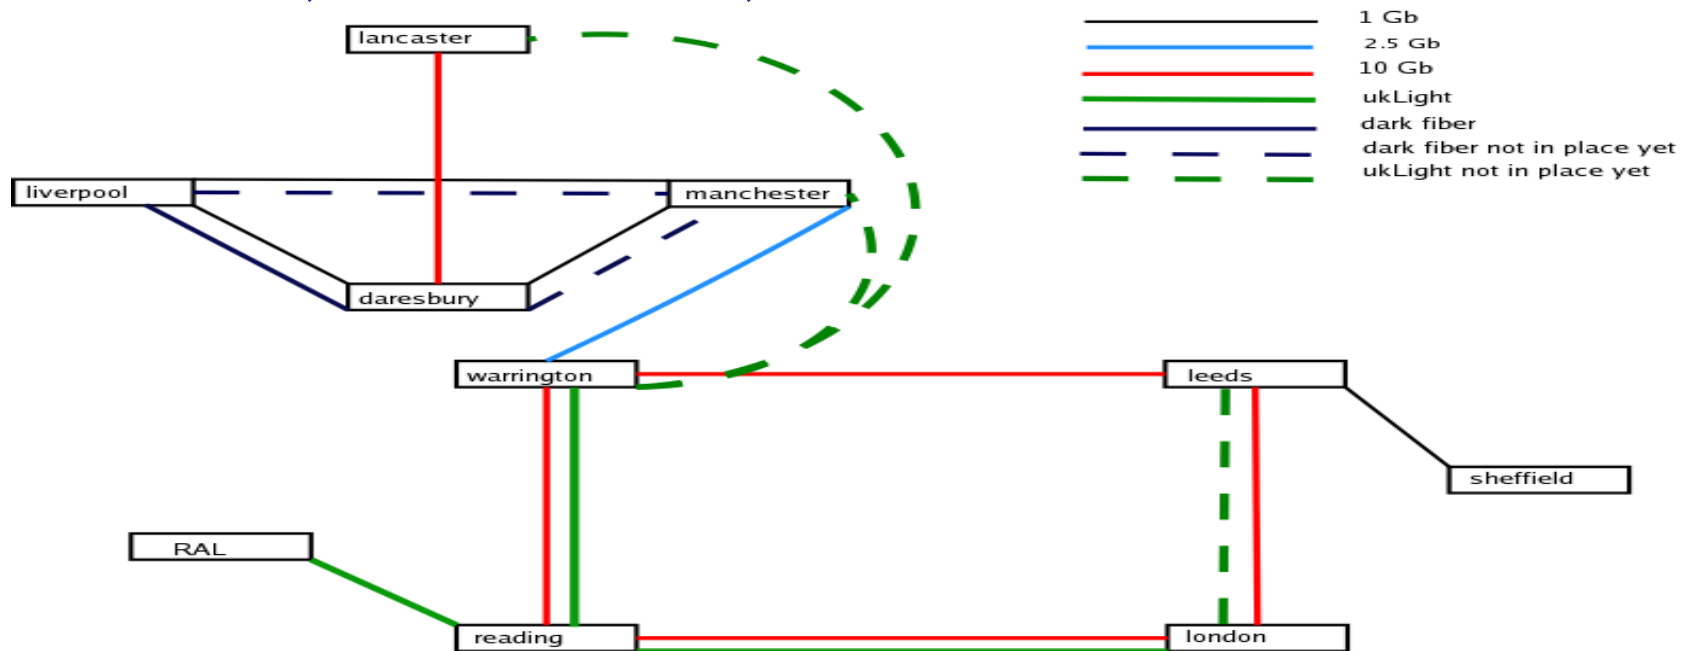 lancaster
1 Gb
2.5 Gb
10 Gb
ukLight
dark fiber
dark fiber not in place yet
ukLight not in place yet
liverpool
manchester
daresbury
warrington
leeds
sheffield
RAL
reading
london